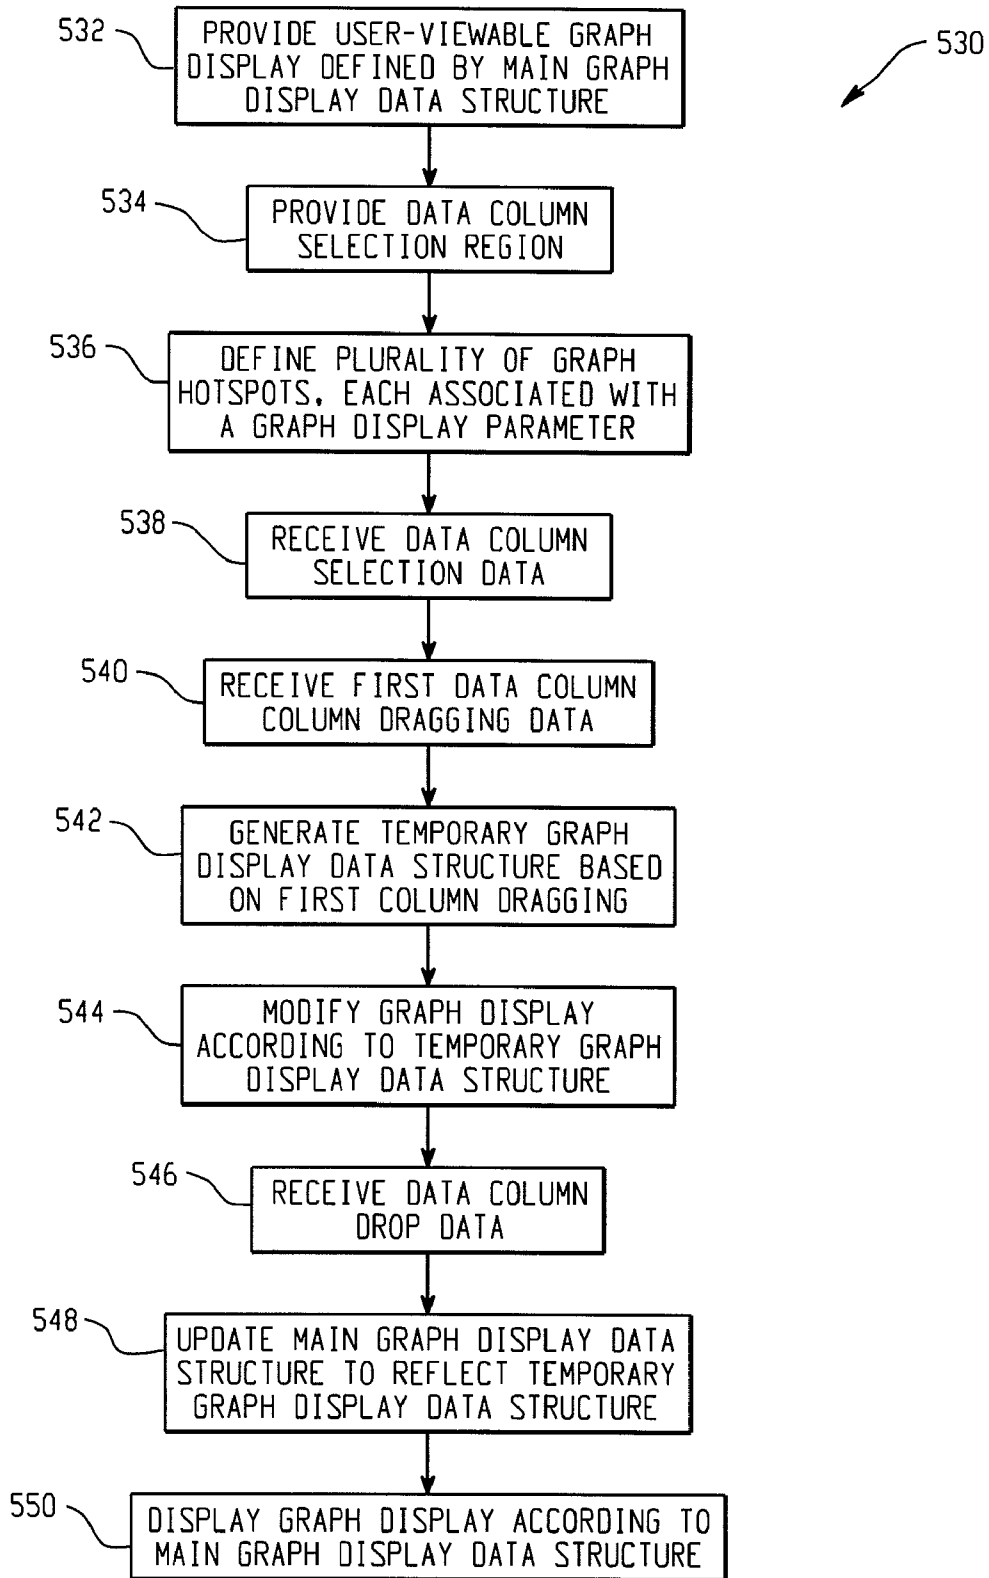 532
PROVIDE USER-VIEWABLE GRAPH
DISPLAY DEFINED BY MAIN GRAPH
DISPLAY DATA STRUCTURE
530
534
PROVIDE DATA COLUMN
SELECTION REGION
536
DEFINE PLURALITY OF GRAPH
HOTSPOTS, EACH ASSOCIATED WITH
A GRAPH DISPLAY PARAMETER
538
RECEIVE DATA COLUMN
SELECTION DATA
540
RECEIVE FIRST DATA COLUMN
COLUMN DRAGGING DATA
542
GENERATE TEMPORARY GRAPH
DISPLAY DATA STRUCTURE BASED
ON FIRST COLUMN DRAGGING
544
MODIFY GRAPH DISPLAY
ACCORDING TO TEMPORARY GRAPH
DISPLAY DATA STRUCTURE
546
RECEIVE DATA COLUMN
DROP DATA
548
UPDATE MAIN GRAPH DISPLAY DATA
STRUCTURE TO REFLECT TEMPORARY
GRAPH DISPLAY DATA STRUCTURE
550
DISPLAY GRAPH DISPLAY ACCORDING TO
MAIN GRAPH DISPLAY DATA STRUCTURE